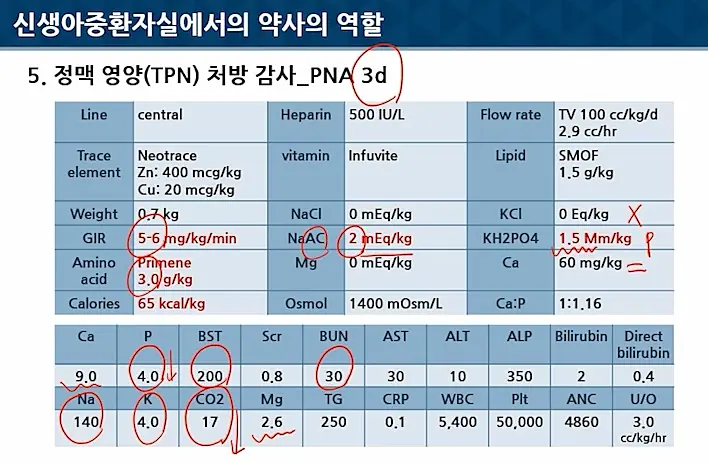 신생아중환자실에서의 약사의 역할
5. 정맥 영양(TPN) 처방 감사_PNA 3d
Line central Heparin 500 IU/L Flow rate TV 100 cc/kg/d
2.9 cc/hr
Trace element Neotrace vitamin Infuvite Lipid SMOF
Zn: 400 mcg/kg 1.5 g/kg
Cu: 20 mcg/kg
Weight 0.7 kg NaCl 0 mEq/kg KCl 0 Eq/kg X
GIR 5-6 mg/kg/min NaAC 2 mEq/kg KH2PO4 1.5 Mm/kg P
Amino acid Primene Mg 0 mEq/kg Ca 60 mg/kg
3.0 g/kg
Calories 65 kcal/kg Osmol 1400 mOsm/L Ca:P 1:1.16
Ca P BST Scr BUN AST ALT ALP Bilirubin Direct bilirubin
9.0 4.0 200 0.8 30 30 10 350 2 0.4
Na K CO2 Mg TG CRP WBC Plt ANC U/O
140 4.0 17 2.6 250 0.1 5,400 50,000 4860 3.0
cc/kg/hr